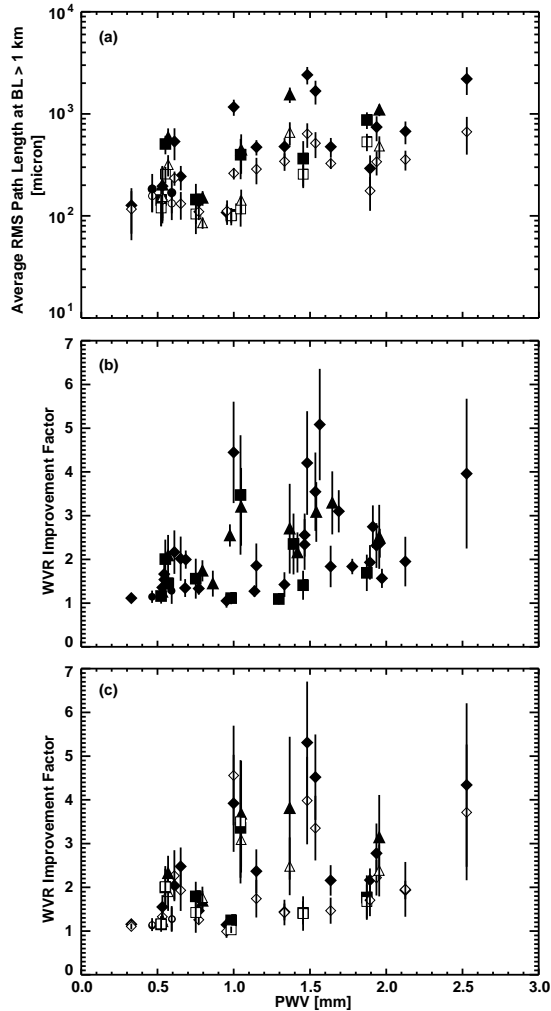 Average RMS Path Length at BL > 1 km
[micron]
10^4
10^3
10^2
10^1
(a)
WVR Improvement Factor
7
6
5
4
3
2
1
0
(b)
WVR Improvement Factor
7
6
5
4
3
2
1
0
(c)
0.0 0.5 1.0 1.5 2.0 2.5 3.0
PWV [mm]